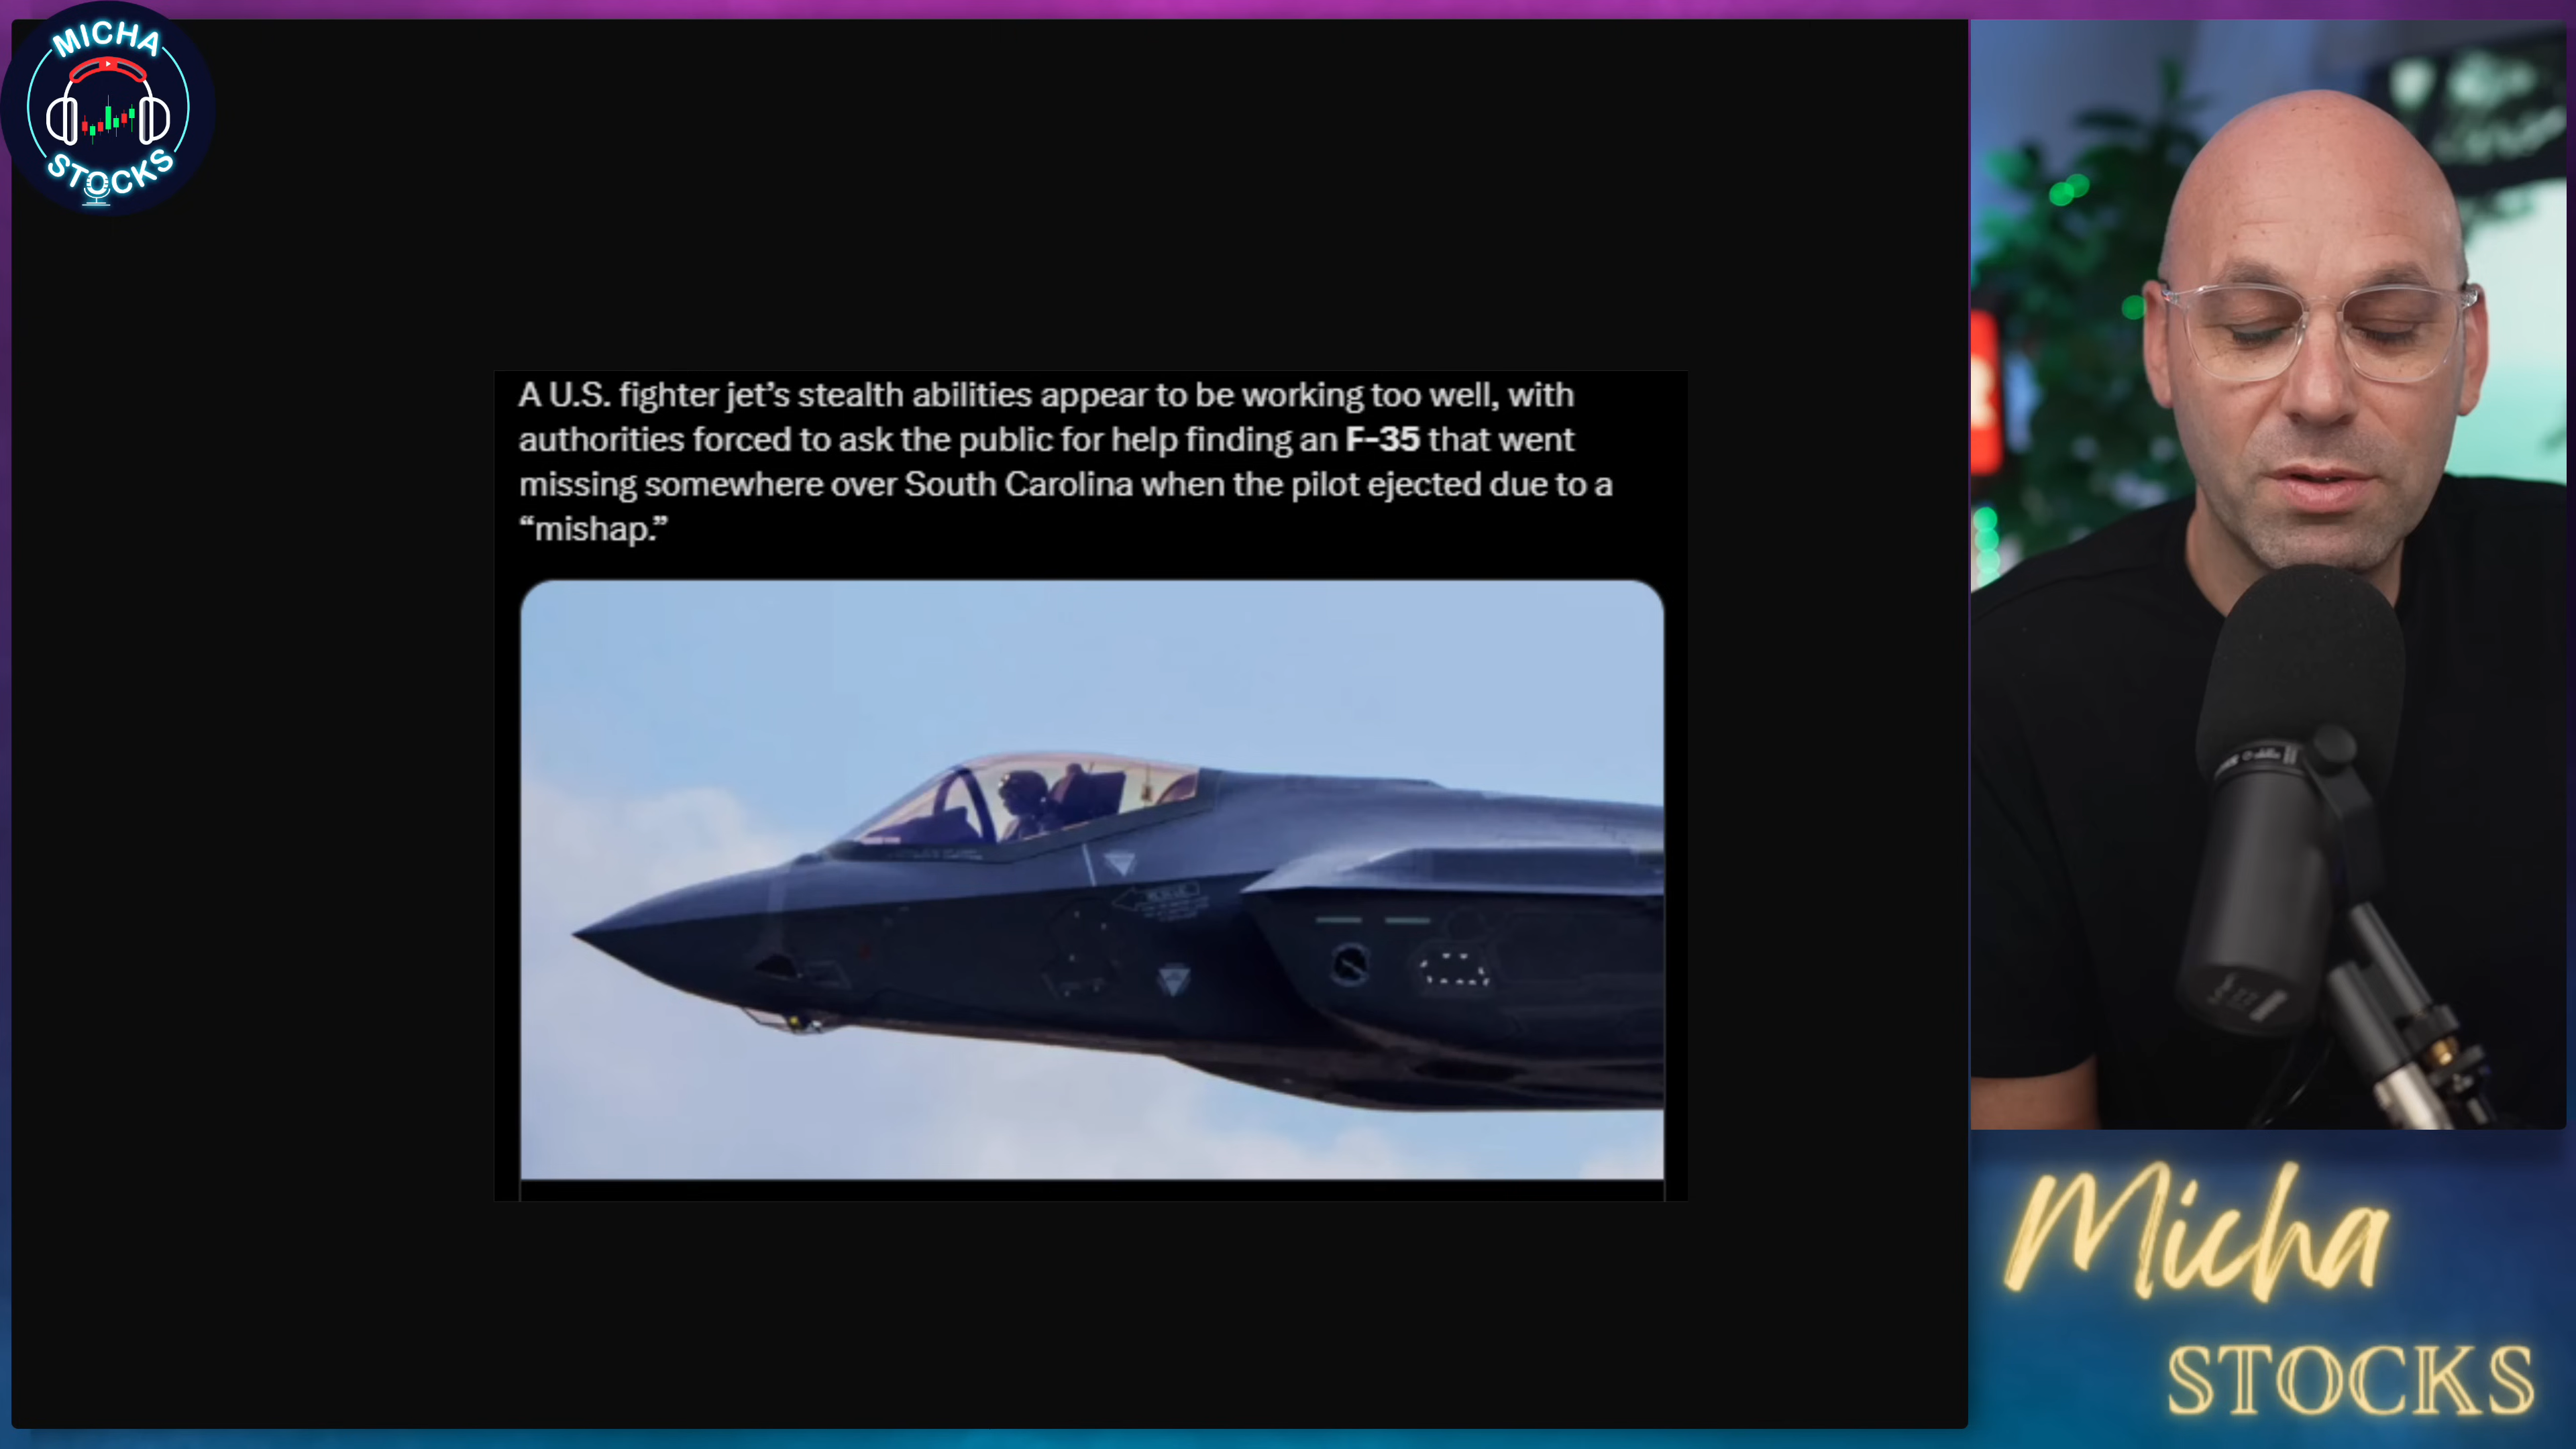 MICHA
STOCKS
A U.S. fighter jet’s stealth abilities appear to be working too well, with
authorities forced to ask the public for help finding an F-35 that went
missing somewhere over South Carolina when the pilot ejected due to a
“mishap.”
Micha
STOCKS